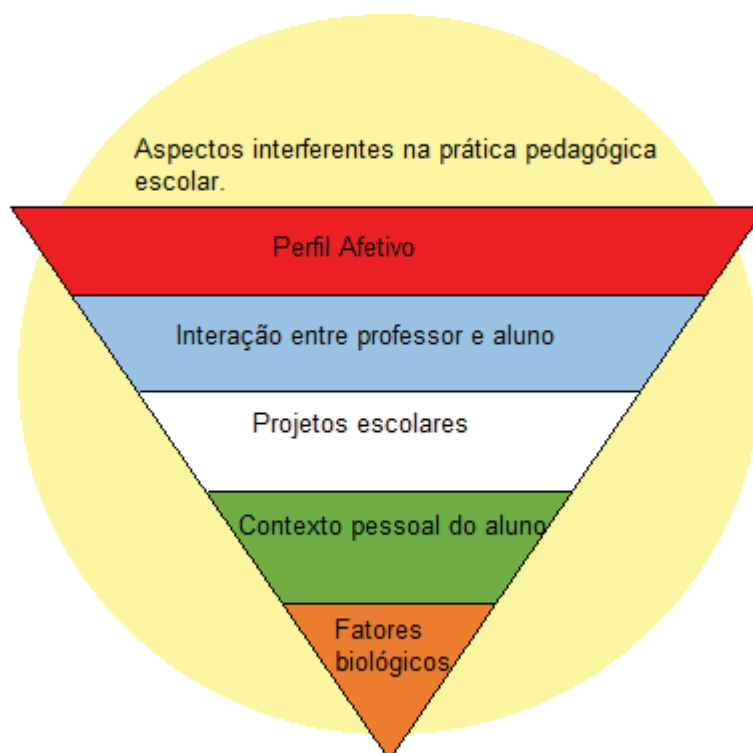 Aspectos interferentes na prática pedagógica
escolar.
Perfil Afetivo
Interação entre professor e aluno
Projetos escolares
Contexto pessoal do aluno
Fatores
biológicos